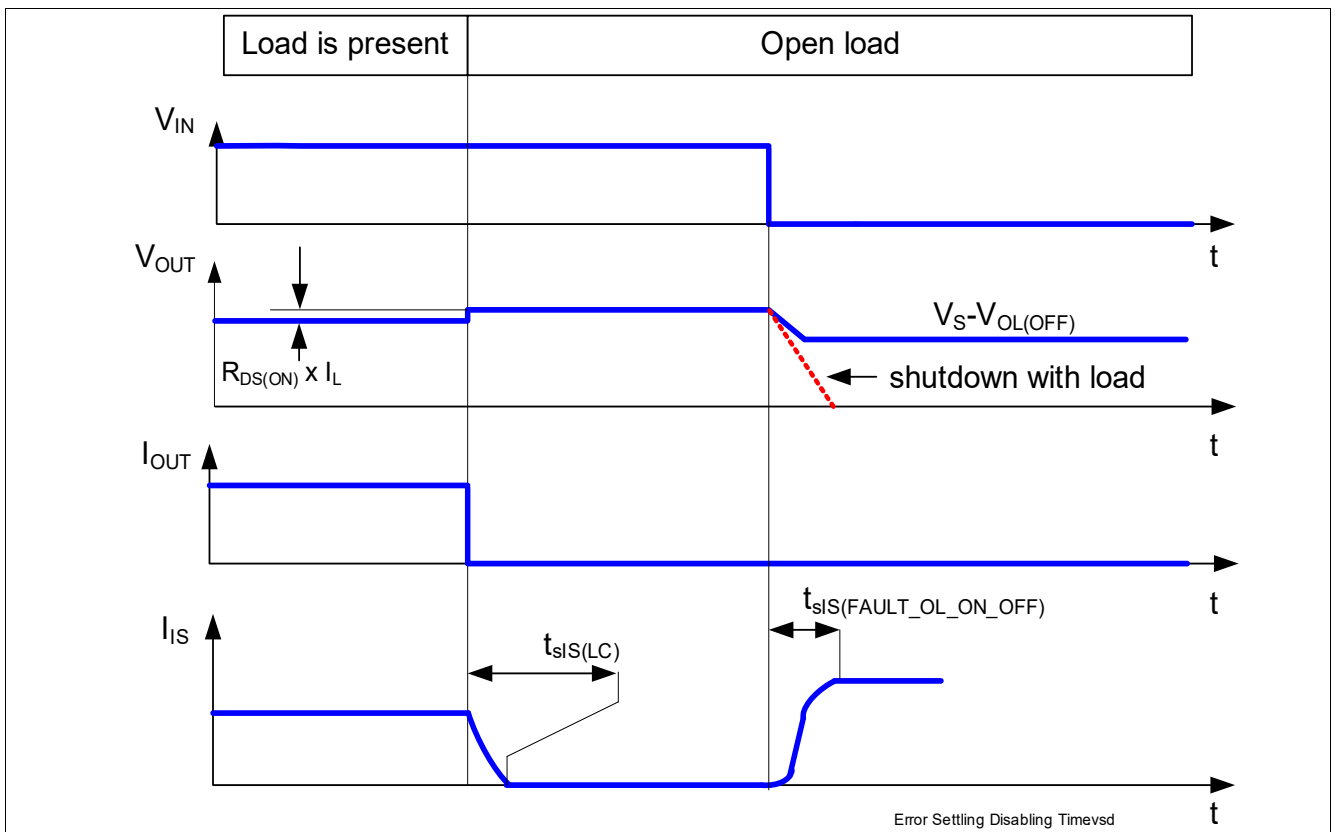 Load is present Open load
VIN
t
VOUT
VS-VOL(OFF)
RDS(ON) x IL
shutdown with load
t
IOUT
t
tsIS(FAULT_OL_ON_OFF)
IIS
tsIS(LC)
t
Error Settling Disabling Timevsd